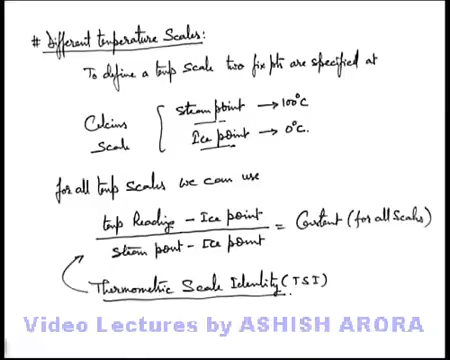 # Different Temperature Scales:
To define a temp scale two fix pts are specified at
Celcius Scale
Steam point → 100°C
Ice point → 0°C.
for all temp scales we can use
temp Reading - Ice point
Steam point - Ice point
= Constant (for all Scales)
Thermometric Scale Identity (TSI)
Video Lectures by ASHISH ARORA